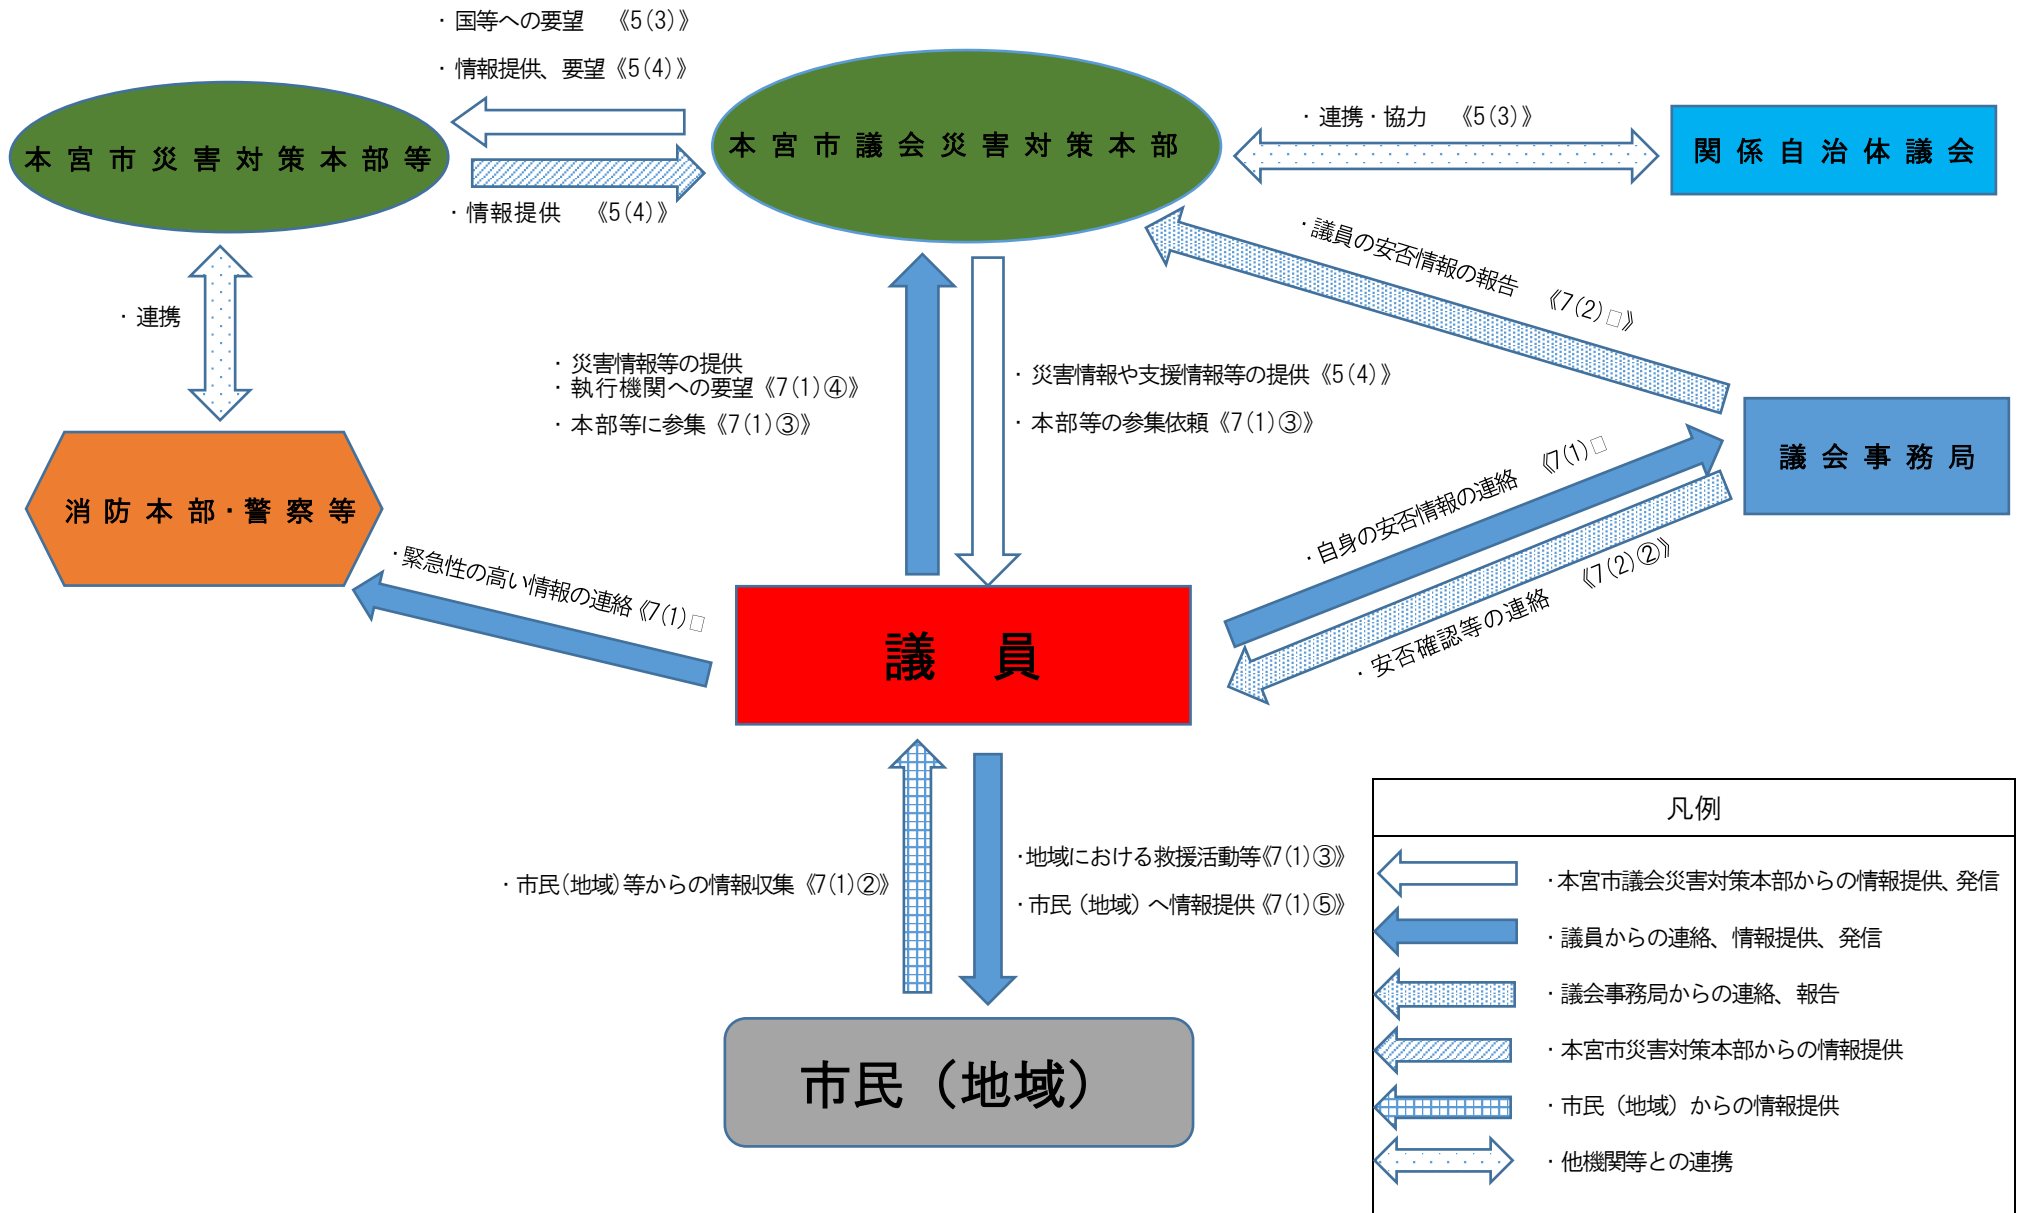 ・国等への要望　《5(3)》
・情報提供、要望《5(4)》
本宮市災害対策本部等
本宮市議会災害対策本部
・連携・協力　《5(3)》
関係自治体議会
・情報提供　《5(4)》
・議員の安否情報の報告　《7(2)□》
・連携
・災害情報等の提供
・執行機関への要望《7(1)④》
・本部等に参集《7(1)③》
・災害情報や支援情報等の提供《5(4)》
・本部等の参集依頼《7(1)③》
議会事務局
・自身の安否情報の連絡　《7(1)□
・安否確認等の連絡　《7(2)②》
消防本部・警察等
・緊急性の高い情報の連絡《7(1)□
議　員
・市民(地域)等からの情報収集《7(1)②》
・地域における救援活動等《7(1)③》
・市民（地域）へ情報提供《7(1)⑤》
市民（地域）
凡例
・本宮市議会災害対策本部からの情報提供、発信
・議員からの連絡、情報提供、発信
・議会事務局からの連絡、報告
・本宮市災害対策本部からの情報提供
・市民（地域）からの情報提供
・他機関等との連携